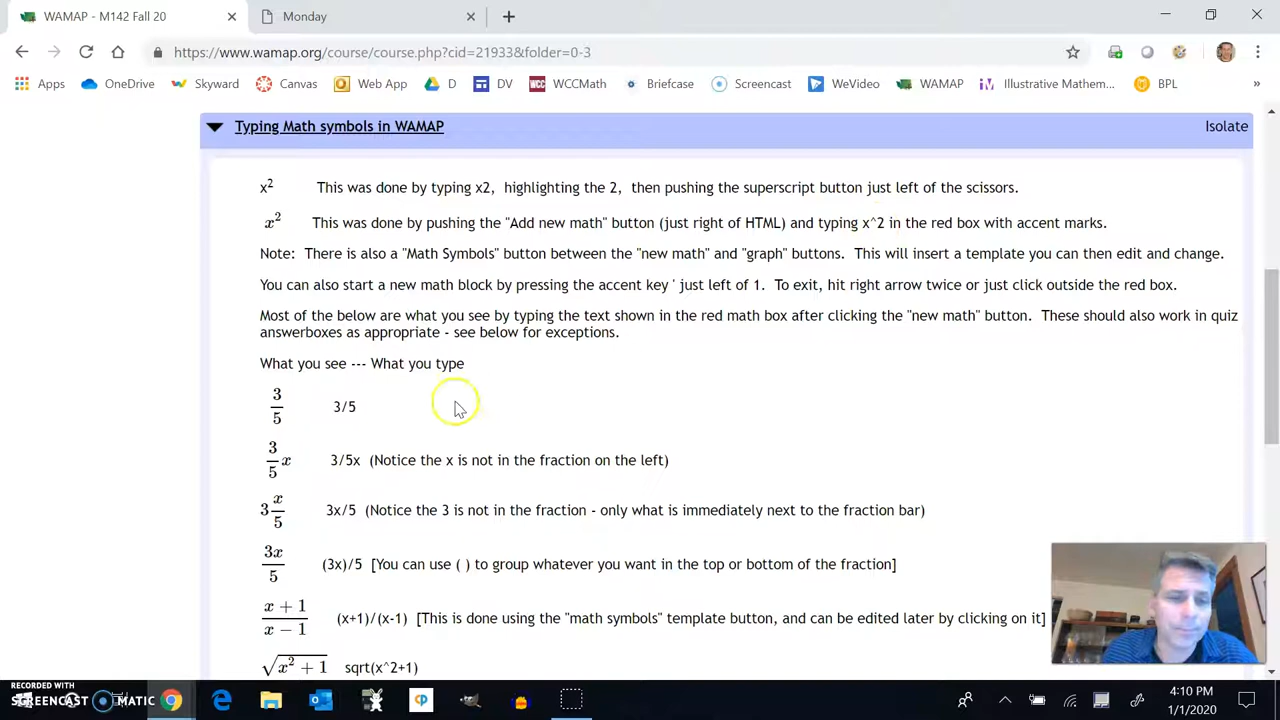 WAMAP - M142 Fall 20
Monday
https://www.wamap.org/course/course.php?cid=21933&folder=0-3
Apps OneDrive Skyward Canvas Web App D DV WCC WCCMath Briefcase Screencast WeVideo WAMAP Illustrative Mathem... BPL »
Typing Math symbols in WAMAP Isolate
x² This was done by typing x2, highlighting the 2, then pushing the superscript button just left of the scissors.
x² This was done by pushing the "Add new math" button (just right of HTML) and typing x^2 in the red box with accent marks.
Note: There is also a "Math Symbols" button between the "new math" and "graph" buttons. This will insert a template you can then edit and change.
You can also start a new math block by pressing the accent key ' just left of 1. To exit, hit right arrow twice or just click outside the red box.
Most of the below are what you see by typing the text shown in the red math box after clicking the "new math" button. These should also work in quiz
answerboxes as appropriate - see below for exceptions.
What you see --- What you type
3/5 3/5
3/5 x 3/5x (Notice the x is not in the fraction on the left)
3 x/5 3x/5 (Notice the 3 is not in the fraction - only what is immediately next to the fraction bar)
3x/5 (3x)/5 [You can use ( ) to group whatever you want in the top or bottom of the fraction]
x + 1/x − 1 (x+1)/(x-1) [This is done using the "math symbols" template button, and can be edited later by clicking on it]
√x² + 1 sqrt(x^2+1)
RECORDED WITH
SCREENCAST MATIC
4:10 PM
1/1/2020